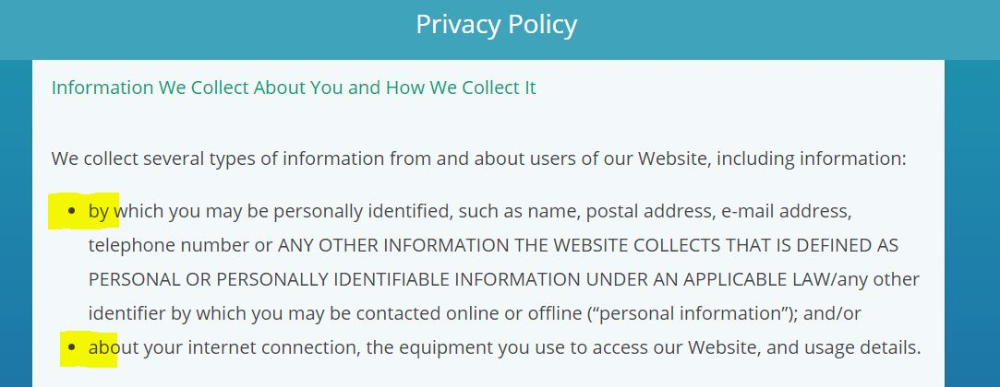 Privacy Policy
Information We Collect About You and How We Collect It
We collect several types of information from and about users of our Website, including information:
• by which you may be personally identified, such as name, postal address, e-mail address,
telephone number or ANY OTHER INFORMATION THE WEBSITE COLLECTS THAT IS DEFINED AS
PERSONAL OR PERSONALLY IDENTIFIABLE INFORMATION UNDER AN APPLICABLE LAW/any other
identifier by which you may be contacted online or offline (“personal information”); and/or
• about your internet connection, the equipment you use to access our Website, and usage details.